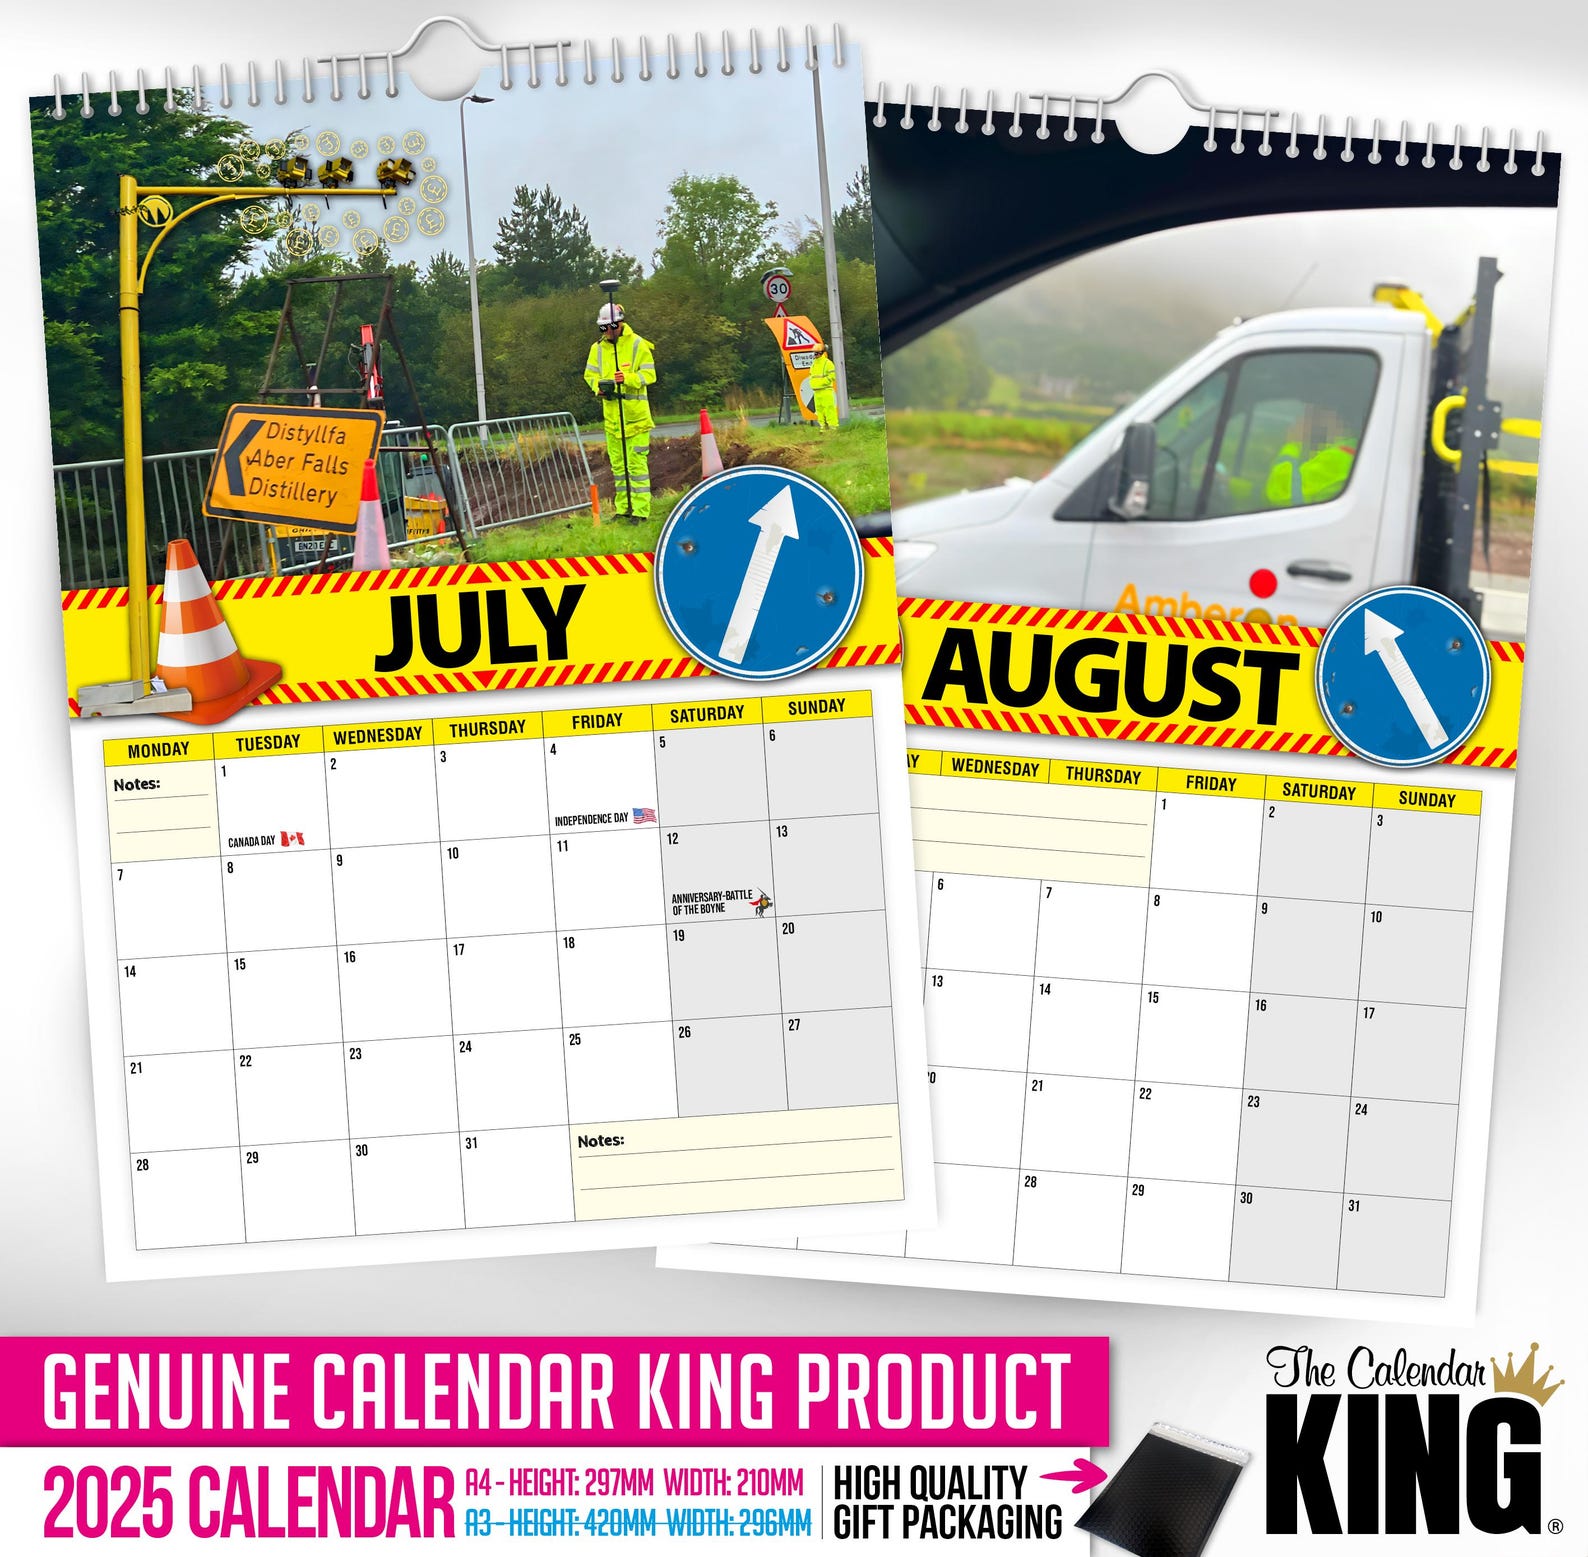 30
Distyllfa
Aber Falls
Distillery
JULY
MONDAY TUESDAY WEDNESDAY THURSDAY FRIDAY SATURDAY SUNDAY
Notes: 1 2 3 4 5 6
CANADA DAY INDEPENDENCE DAY
7 8 9 10 11 12 13
ANNIVERSARY-BATTLE
OF THE BOYNE
14 15 16 17 18 19 20
21 22 23 24 25 26 27
28 29 30 31 Notes:
Amberon
AUGUST
AY WEDNESDAY THURSDAY FRIDAY SATURDAY SUNDAY
1 2 3
6 7 8 9 10
13 14 15 16 17
20 21 22 23 24
28 29 30 31
GENUINE CALENDAR KING PRODUCT
2025 CALENDAR
A4 - HEIGHT: 297MM WIDTH: 210MM
A3 - HEIGHT: 420MM WIDTH: 296MM
HIGH QUALITY
GIFT PACKAGING
The Calendar
KING®